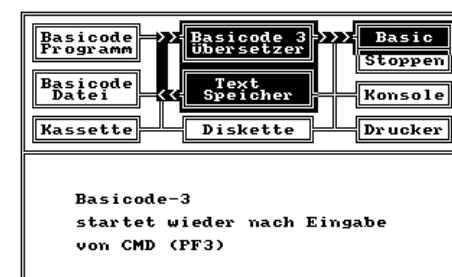 Basicode Programm
>>
Basicode 3 übersetzer
>>>
Basic
Stoppen
Basicode Datei
<<
Text Speicher
Konsole
Kassette
Diskette
Drucker
Basicode-3
startet wieder nach Eingabe
von CMD (PF3)